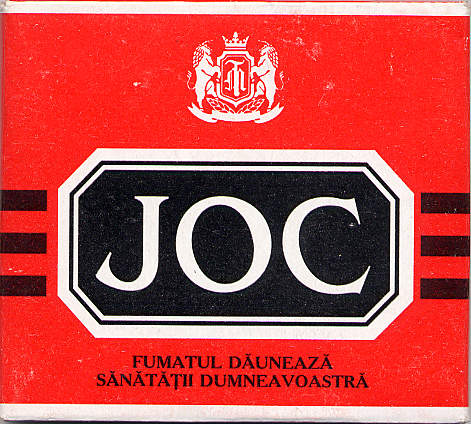 JOC
FUMATUL DĂUNEAZĂ
SĂNĂTĂȚII DUMNEAVOASTRĂ